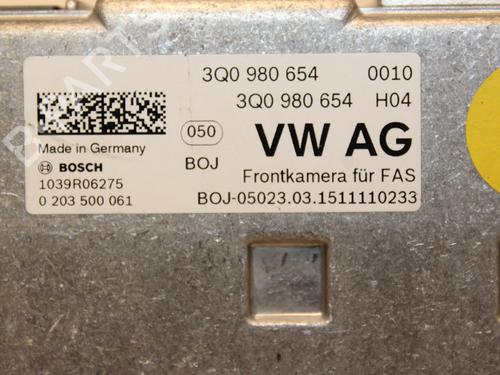 3Q0 980 654 0010
3Q0 980 654 H04
050 VW AG
Made in Germany
BOSCH BOJ
1039R06275 Frontkamera für FAS
0 203 500 061 BOJ-05023.03.1511110233